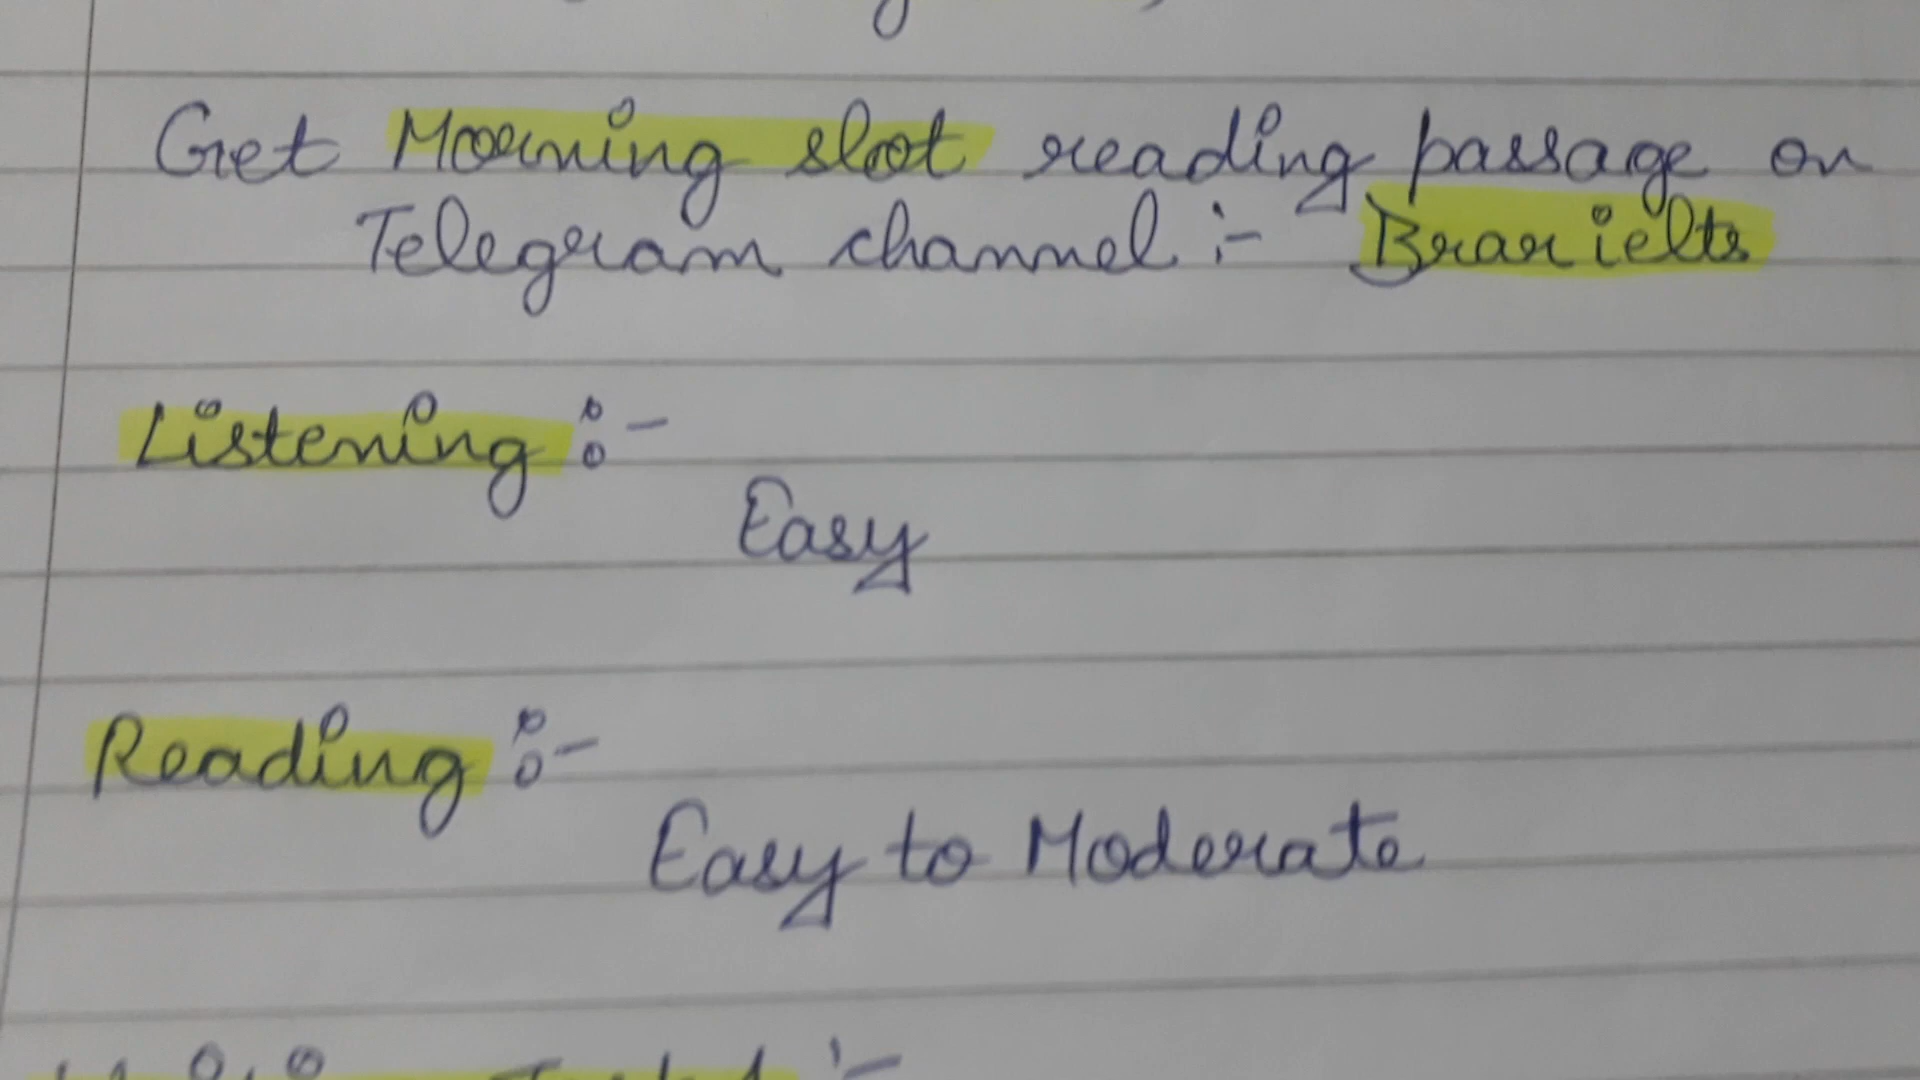 Get Morning slot reading passage on
Telegram channel :- Brar ielts
Listening :-
Easy
Reading :-
Easy to Moderate